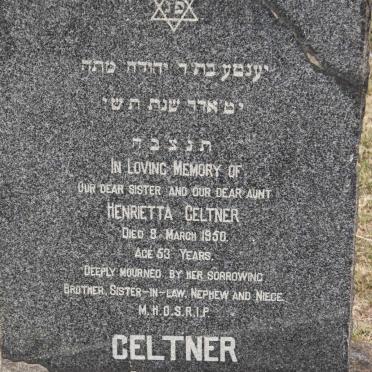 פ נ
יענטע בת ר יהודה מתה
יט אדר שנת תשי
ת נ צ ב ה
IN LOVING MEMORY OF
OUR DEAR SISTER AND OUR DEAR AUNT
HENRIETTA GELTNER
DIED 8. MARCH 1950.
AGE 53 YEARS.
DEEPLY MOURNED BY HER SORROWING
BROTHER, SISTER-IN-LAW, NEPHEW AND NIECE.
M.H.D.S.R.I.P.
GELTNER